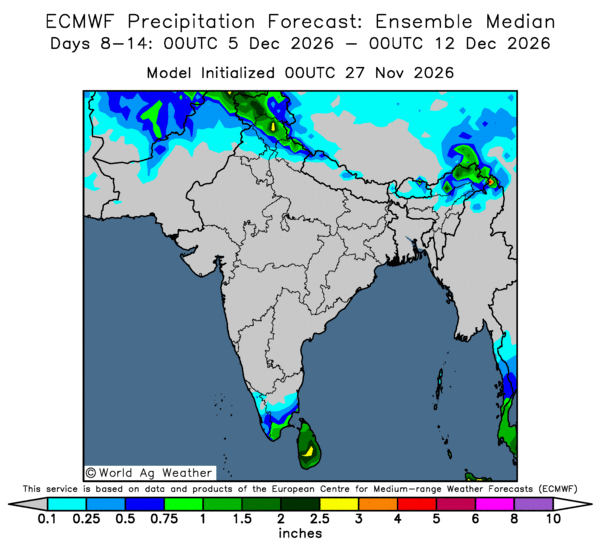 ECMWF Precipitation Forecast: Ensemble Median
Days 8-14: 00UTC 5 Dec 2026 - 00UTC 12 Dec 2026
Model Initialized 00UTC 27 Nov 2026
© World Ag Weather
This service is based on data and products of the European Centre for Medium-range Weather Forecasts (ECMWF)
0.1 0.25 0.5 0.75 1 1.5 2 2.5 3 4 5 6 8 10
inches